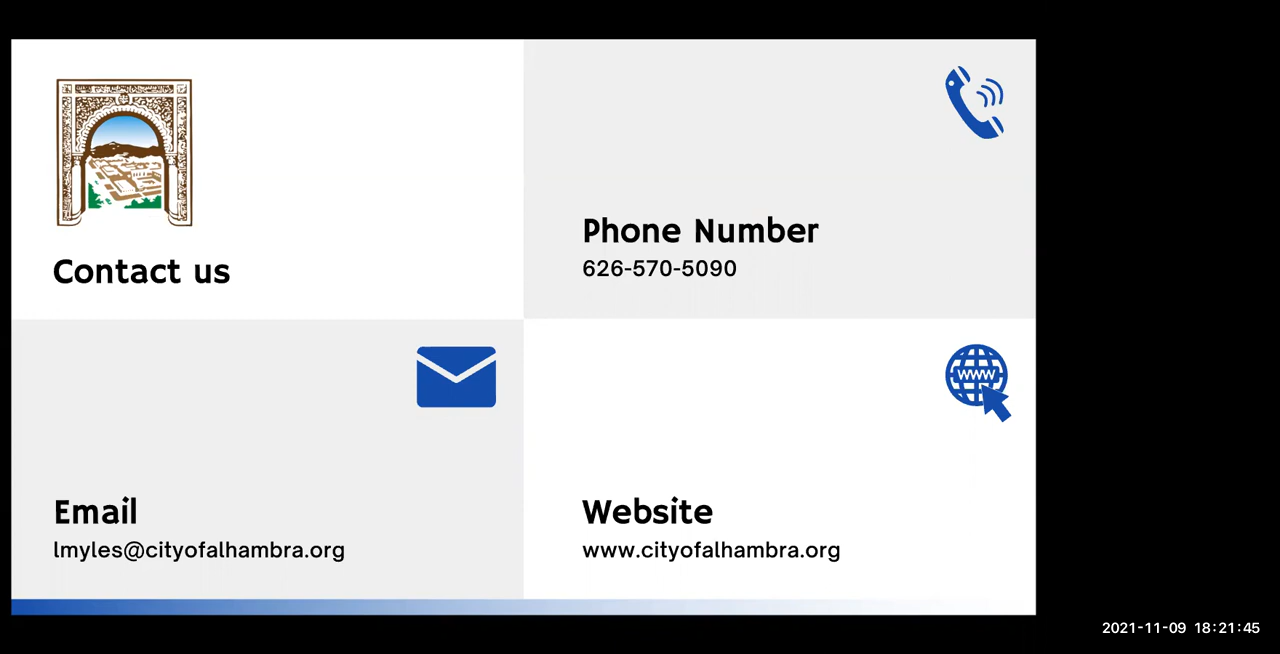 Contact us
Phone Number
626-570-5090
Email
lmyles@cityofalhambra.org
WWW
Website
www.cityofalhambra.org
2021-11-09 18:21:45